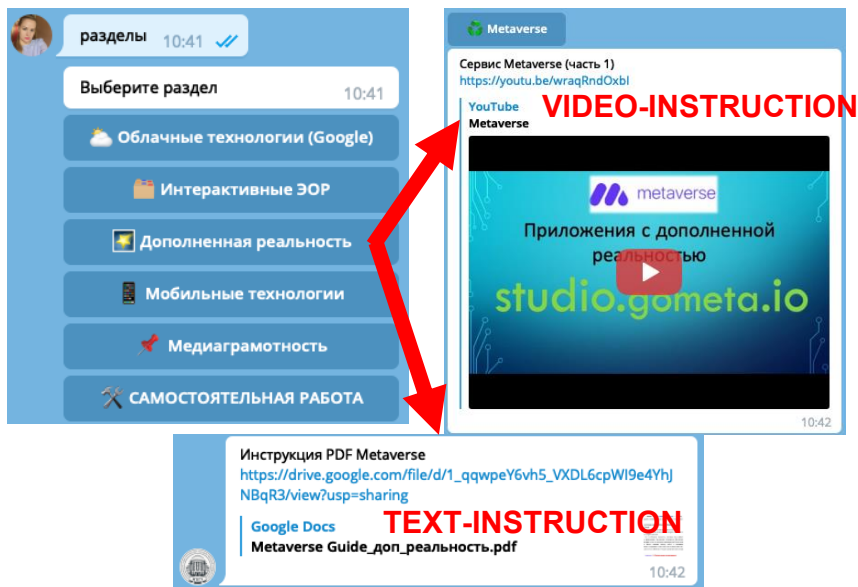 разделы 10:41
Выберите раздел 10:41
Облачные технологии (Google)
Интерактивные ЭОР
Дополненная реальность
Мобильные технологии
Медиаграмотность
САМОСТОЯТЕЛЬНАЯ РАБОТА
Metaverse
Сервис Metaverse (часть 1)
https://youtu.be/wraqRndOxbI
YouTube
VIDEO-INSTRUCTION
Metaverse
metaverse
Приложения с дополненной
реальностью
studio.gometa.io
10:42
Инструкция PDF Metaverse
https://drive.google.com/file/d/1_qqwpeY6vh5_VXDL6cpWI9e4YhJ
NBqR3/view?usp=sharing
Google Docs
TEXT-INSTRUCTION
Metaverse Guide_доп_реальность.pdf
10:42